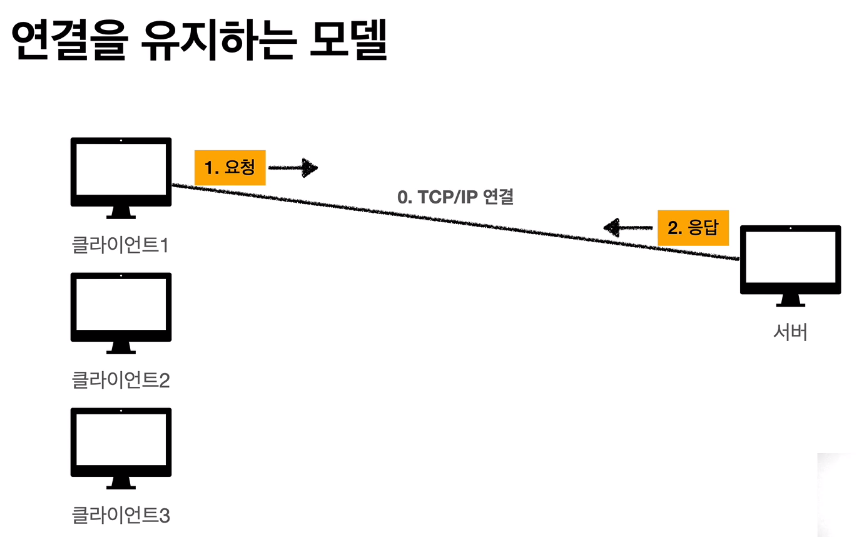 연결을 유지하는 모델
1. 요청
0. TCP/IP 연결
2. 응답
클라이언트1
서버
클라이언트2
클라이언트3